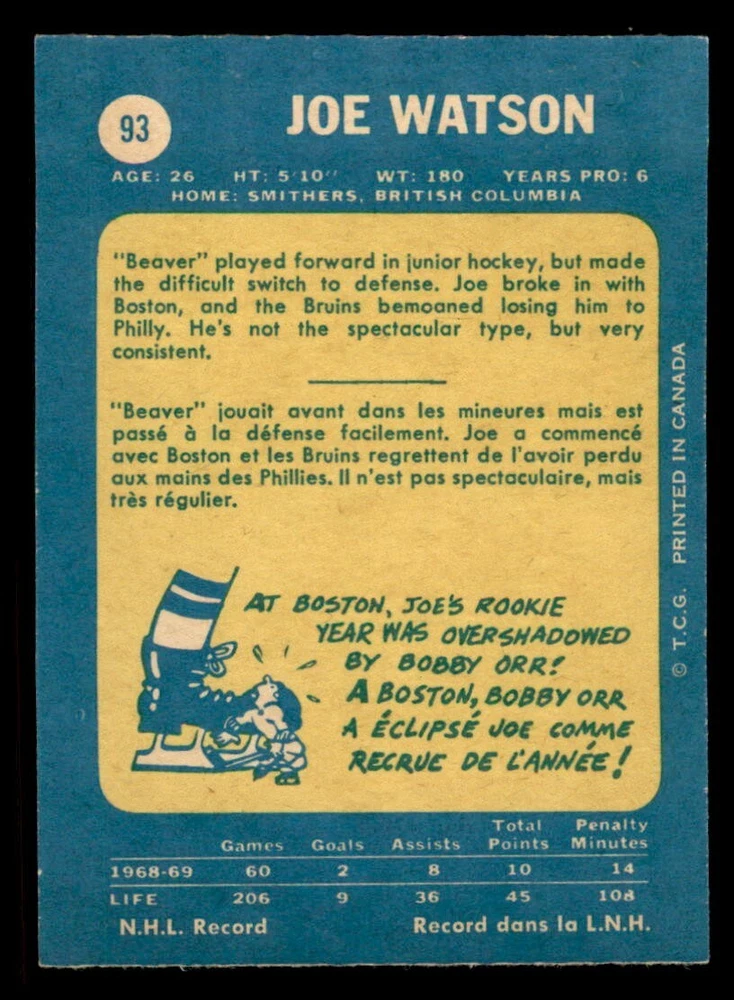 93
JOE WATSON
AGE: 26 HT: 5'10" WT: 180 YEARS PRO: 6
HOME: SMITHERS, BRITISH COLUMBIA
"Beaver" played forward in junior hockey, but made
the difficult switch to defense. Joe broke in with
Boston, and the Bruins bemoaned losing him to
Philly. He's not the spectacular type, but very
consistent.
"Beaver" jouait avant dans les mineures mais est
passé à la défense facilement. Joe a commencé
avec Boston et les Bruins regrettent de l'avoir perdu
aux mains des Phillies. Il n'est pas spectaculaire, mais
très régulier.
AT BOSTON, JOE'S ROOKIE
YEAR WAS OVERSHADOWED
BY BOBBY ORR!
A BOSTON, BOBBY ORR
A ÉCLIPSÉ JOE COMME
RECRUE DE L'ANNÉE!
© T.C.G. PRINTED IN CANADA
Games Goals Assists Total Points Penalty Minutes
1968-69 60 2 8 10 14
LIFE 206 9 36 45 108
N.H.L. Record Record dans la L.N.H.